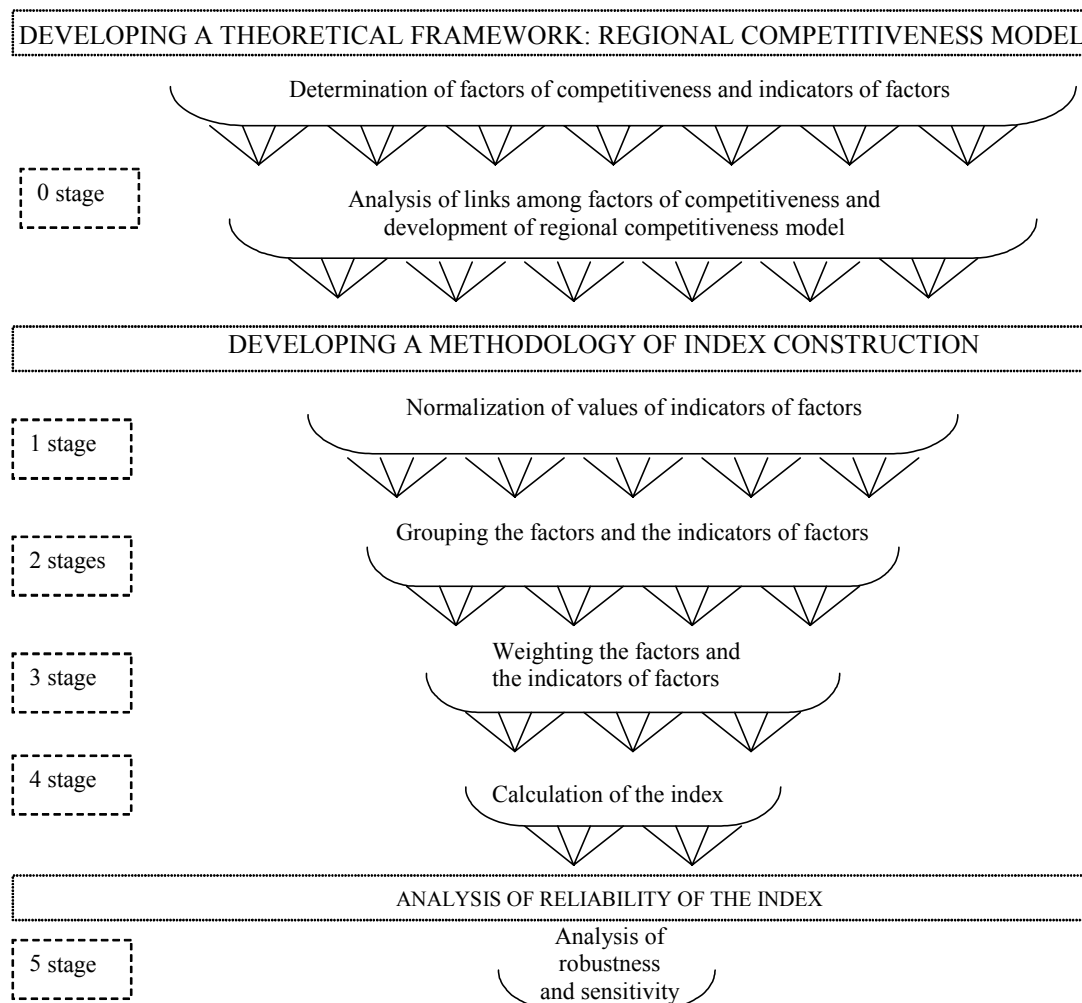 DEVELOPING A THEORETICAL FRAMEWORK: REGIONAL COMPETITIVENESS MODEL
Determination of factors of competitiveness and indicators of factors
0 stage
Analysis of links among factors of competitiveness and
development of regional competitiveness model
DEVELOPING A METHODOLOGY OF INDEX CONSTRUCTION
Normalization of values of indicators of factors
1 stage
Grouping the factors and the indicators of factors
2 stages
Weighting the factors and
the indicators of factors
3 stage
4 stage
Calculation of the index
ANALYSIS OF RELIABILITY OF THE INDEX
5 stage
Analysis of
robustness
and sensitivity